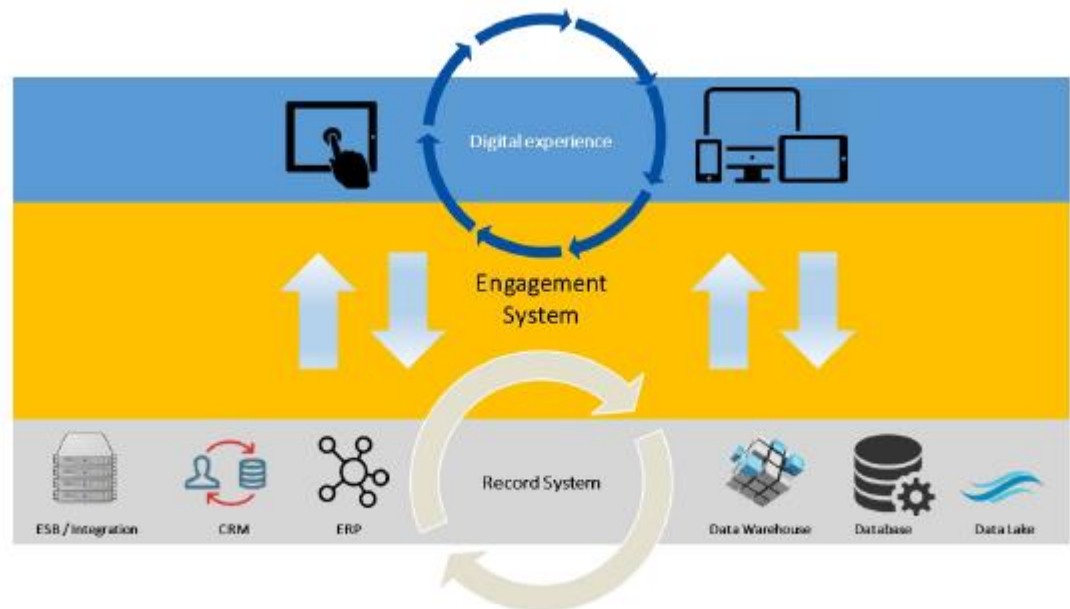 Digital experience
Engagement
System
Record System
ESB / Integration
CRM
ERP
Data Warehouse
Database
Data Lake